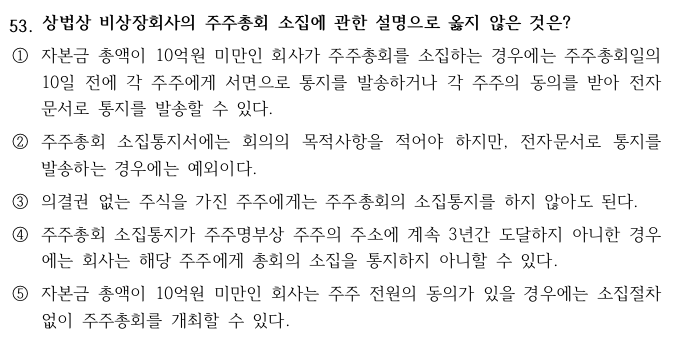 53. 상법상 비상장회사의 주주총회 소집에 관한 설명으로 옳지 않은 것은?
① 자본금 총액이 10억원 미만인 회사가 주주총회를 소집하는 경우에는 주주총회일의
10일 전에 각 주주에게 서면으로 통지를 발송하거나 각 주주의 동의를 받아 전자
문서로 통지를 발송할 수 있다.
② 주주총회 소집통지서에는 회의의 목적사항을 적어야 하지만, 전자문서로 통지를
발송하는 경우에는 예외이다.
③ 의결권 없는 주식을 가진 주주에게는 주주총회의 소집통지를 하지 않아도 된다.
④ 주주총회 소집통지가 주주명부상 주주의 주소에 계속 3년간 도달하지 아니한 경우
에는 회사는 해당 주주에게 총회의 소집을 통지하지 아니할 수 있다.
⑤ 자본금 총액이 10억원 미만인 회사는 주주 전원의 동의가 있을 경우에는 소집절차
없이 주주총회를 개최할 수 있다.